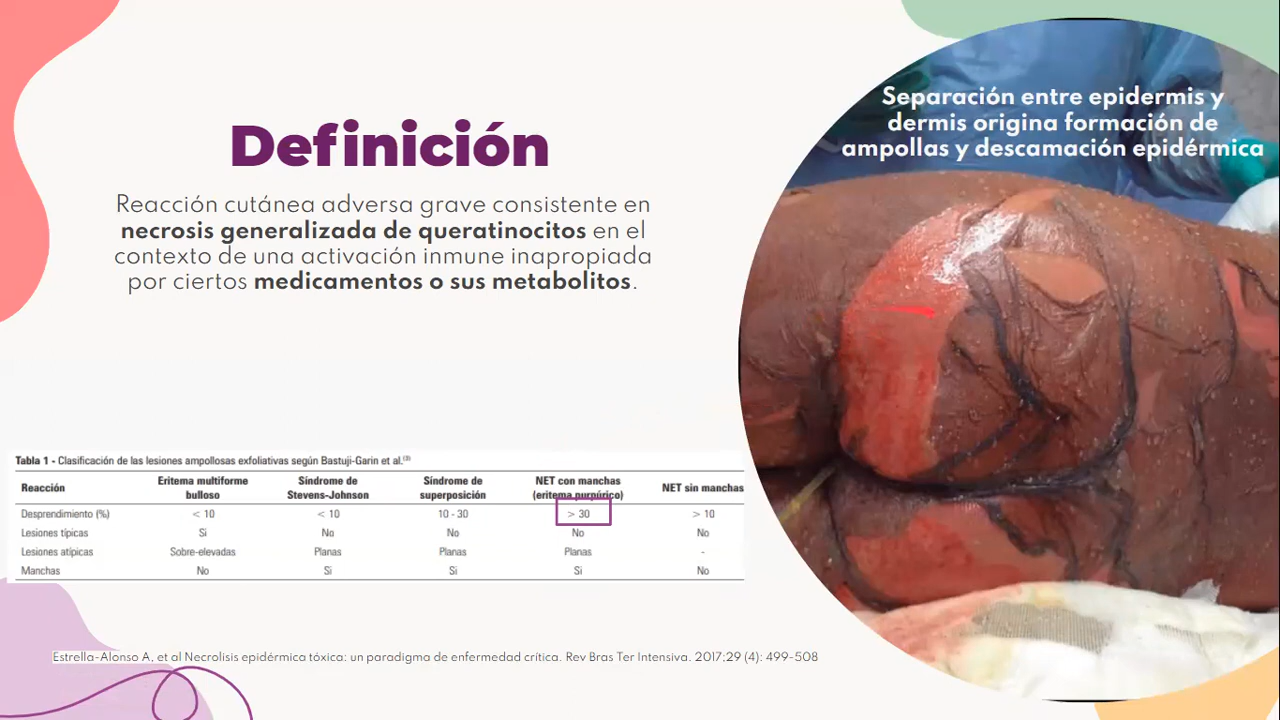 Definición
Reacción cutánea adversa grave consistente en
necrosis generalizada de queratinocitos en el
contexto de una activación inmune inapropiada
por ciertos medicamentos o sus metabolitos.
Separación entre epidermis y
dermis origina formación de
ampollas y descamación epidérmica
Tabla 1 - Clasificación de las lesiones ampollosas exfoliativas según Bastuji-Garin et al.(3)
Reacción Eritema multiforme bulloso Síndrome de Stevens-Johnson Síndrome de superposición NET con manchas (eritema purpúrico) NET sin manchas
Desprendimiento (%) < 10 < 10 10 - 30 > 30 > 10
Lesiones típicas Si No No No No
Lesiones atípicas Sobre-elevadas Planas Planas Planas -
Manchas No Si Si Si No
Estrella-Alonso A, et al Necrolisis epidérmica tóxica: un paradigma de enfermedad crítica. Rev Bras Ter Intensiva. 2017;29 (4): 499-508